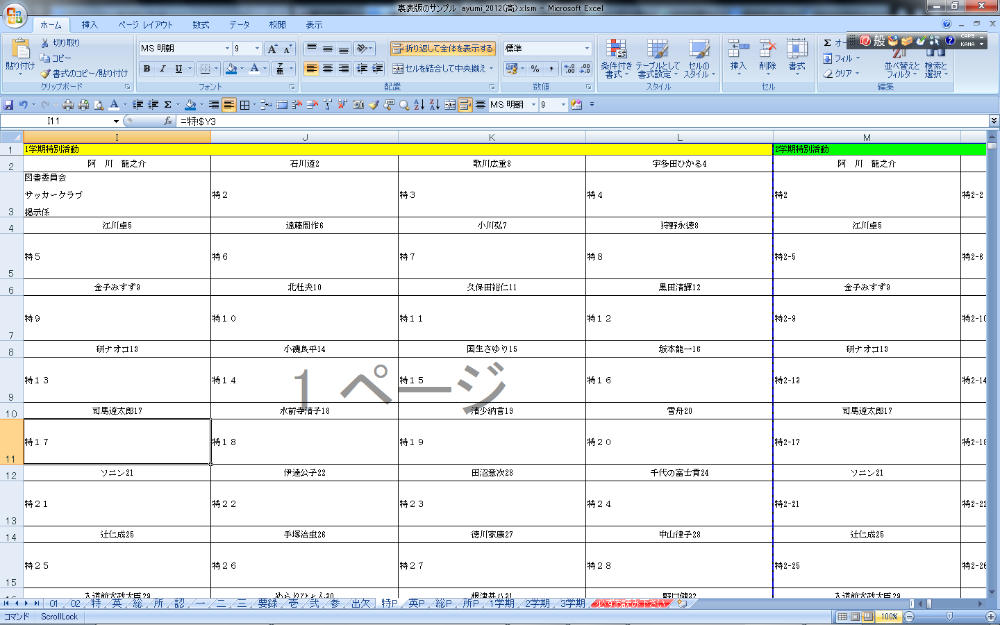 裏表版のサンプル ayumi_2012(高).xlsm - Microsoft Excel
ホーム 挿入 ページ レイアウト 数式 データ 校閲 表示
貼り付け 切り取り コピー 書式のコピー/貼り付け クリップボード
MS 明朝 9 B I U フォント
折り返して全体を表示する セルを結合して中央揃え 配置
標準 % , 数値
条件付き書式 テーブルとして書式設定 セルのスタイル スタイル
挿入 削除 書式 セル
Σ オー フィル クリア 並べ替えとフィルタ 検索と選択 編集
般 CAPS KANA
MS 明朝 9
I11 fx =特!$Y3
I J K L M
1 1学期特別活動 2学期特別活動
2 阿 川 龍之介 石川達2 歌川広重3 宇多田ひかる4 阿 川 龍之介
図書委員会
サッカークラブ 特２ 特３ 特４ 特2 特2-2
3 掲示係
4 江川卓5 遠藤周作6 小川弘7 狩野永徳8 江川卓5
5 特５ 特６ 特７ 特８ 特2-5 特2-6
6 金子みすず9 北杜夫10 久保田裕仁11 黒田清輝12 金子みすず9
7 特９ 特１０ 特１１ 特１２ 特2-9 特2-10
8 研ナオコ13 小磯良平14 国生さゆり15 坂本龍一16 研ナオコ13
9 特１３ 特１４ 特１５ 特１６ 特2-13 特2-14
1 ページ
10 司馬遼太郎17 水前寺清子18 清少納言19 雪舟20 司馬遼太郎17
11 特１７ 特１８ 特１９ 特２０ 特2-17 特2-18
12 ソニン21 伊達公子22 田沼意次23 千代の富士貢24 ソニン21
13 特２１ 特２２ 特２３ 特２４ 特2-21 特2-22
14 辻仁成25 手塚治虫26 徳川家康27 中山律子28 辻仁成25
15 特２５ 特２６ 特２７ 特２８ 特2-25 特2-26
16 入道前太政大臣29 ぬらりひょん30 根津甚八31 野口健32 入道前太政大臣29
01 02 特 英 総 所 認 一 二 三 要録 壱 弐 参 出欠 特P 英P 総P 所P 1学期 2学期 3学期 必ずお読み下さい
コマンド ScrollLock 100%